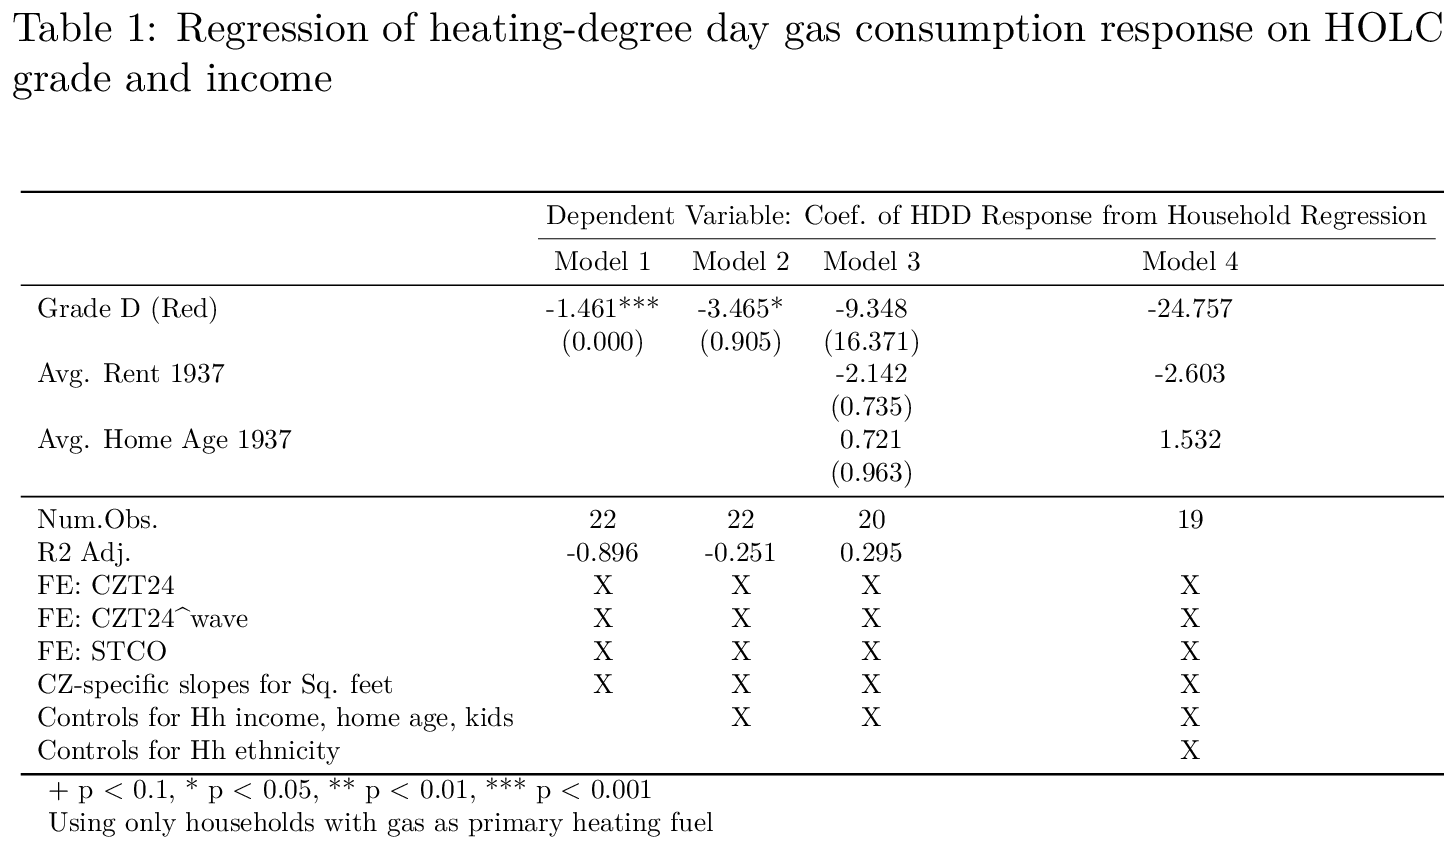 Table 1: Regression of heating-degree day gas consumption response on HOLC
grade and income
Dependent Variable: Coef. of HDD Response from Household Regression
Model 1 Model 2 Model 3 Model 4
Grade D (Red) -1.461*** -3.465* -9.348 -24.757
(0.000) (0.905) (16.371)
Avg. Rent 1937 -2.142 -2.603
(0.735)
Avg. Home Age 1937 0.721 1.532
(0.963)
Num.Obs. 22 22 20 19
R2 Adj. -0.896 -0.251 0.295
FE: CZT24 X X X X
FE: CZT24^wave X X X X
FE: STCO X X X X
CZ-specific slopes for Sq. feet X X X X
Controls for Hh income, home age, kids X X X
Controls for Hh ethnicity X
+ p < 0.1, * p < 0.05, ** p < 0.01, *** p < 0.001
Using only households with gas as primary heating fuel